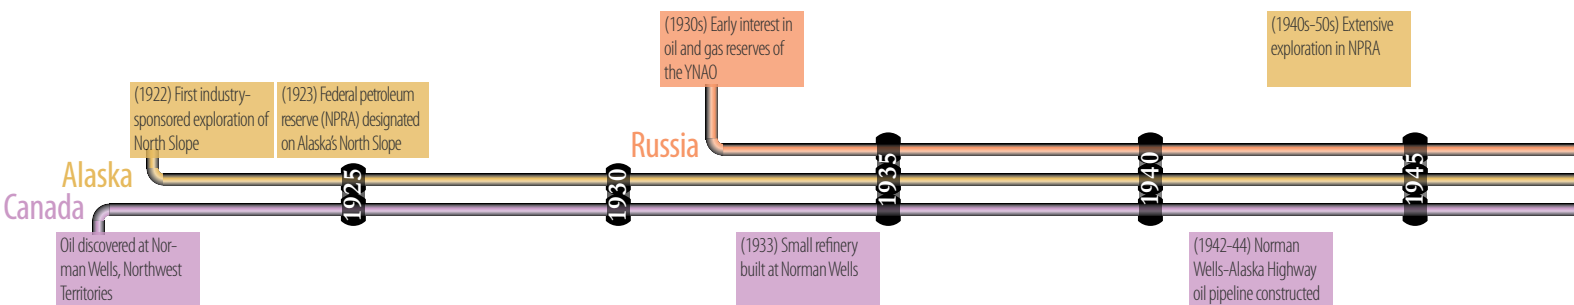 (1930s) Early interest in
oil and gas reserves of
the YNAO
(1940s-50s) Extensive
exploration in NPRA
(1922) First industry-
sponsored exploration of
North Slope
(1923) Federal petroleum
reserve (NPRA) designated
on Alaska's North Slope
Russia
Alaska
Canada
1925
1930
1935
1940
1945
Oil discovered at Nor-
man Wells, Northwest
Territories
(1933) Small refinery
built at Norman Wells
(1942-44) Norman
Wells-Alaska Highway
oil pipeline constructed